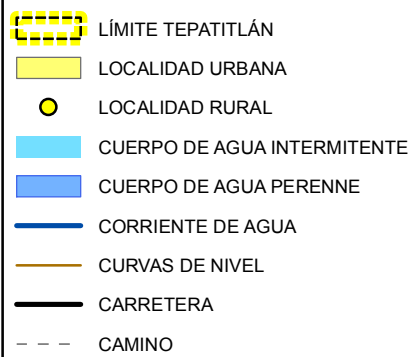 LÍMITE TEPATITLÁN
LOCALIDAD URBANA
LOCALIDAD RURAL
CUERPO DE AGUA INTERMITENTE
CUERPO DE AGUA PERENNE
CORRIENTE DE AGUA
CURVAS DE NIVEL
CARRETERA
CAMINO